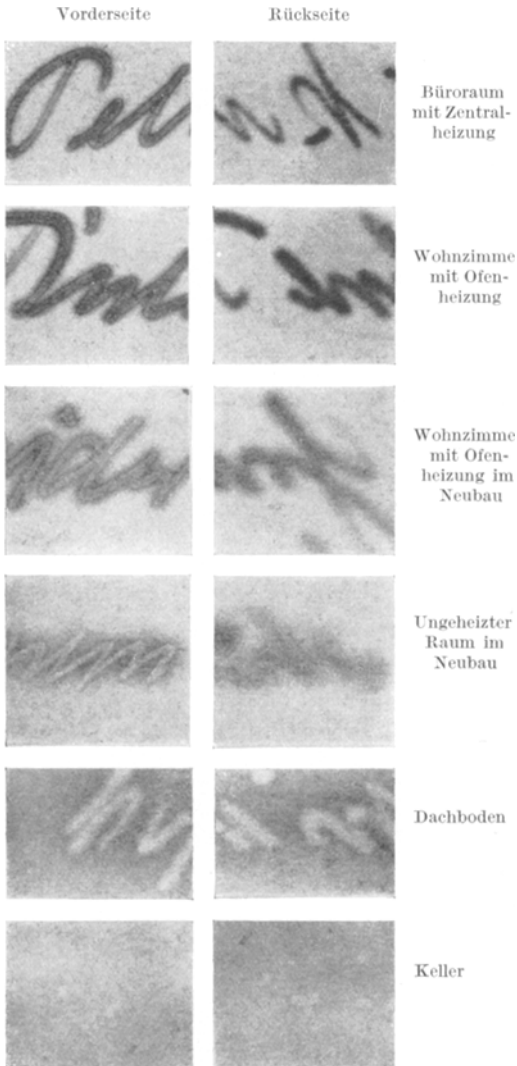 Vorderseite
Rückseite
Büroraum
mit Zentral-
heizung
Wohnzimme
mit Ofen-
heizung
Wohnzimme
mit Ofen-
heizung im
Neubau
Ungeheizter
Raum im
Neubau
Dachboden
Keller